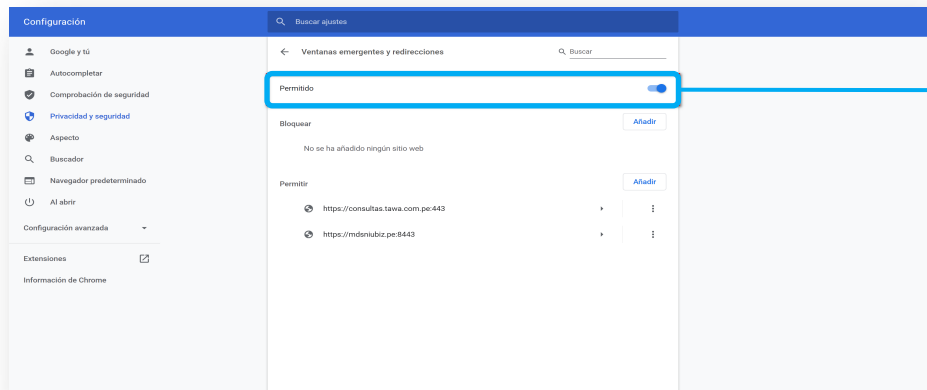 Configuración
Buscar ajustes
Google y tú
Autocompletar
Comprobación de seguridad
Privacidad y seguridad
Aspecto
Buscador
Navegador predeterminado
Al abrir
Configuración avanzada
Extensiones
Información de Chrome
Ventanas emergentes y redirecciones
Buscar
Permitido
Bloquear
Añadir
No se ha añadido ningún sitio web
Permitir
Añadir
https://consultas.tawa.com.pe:443
https://mdsniubiz.pe:8443